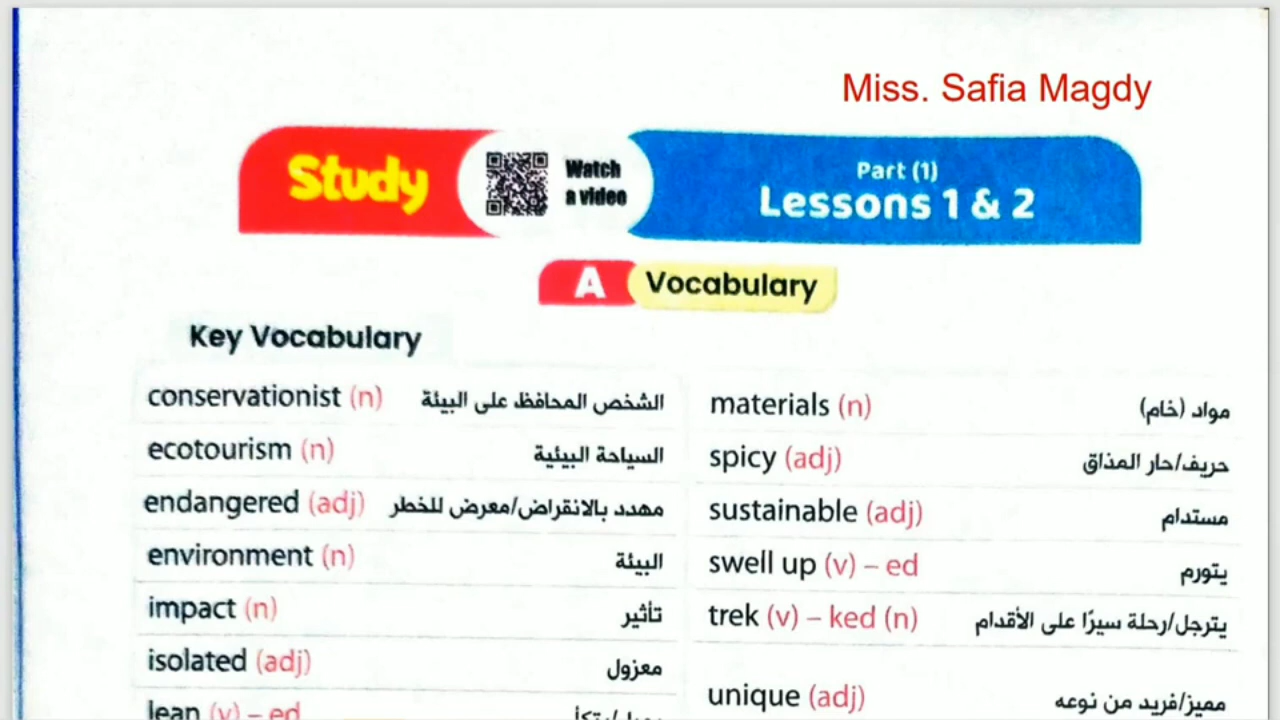 Miss. Safia Magdy
Study
Watch
a video
Part (1)
Lessons 1 & 2
A Vocabulary
Key Vocabulary
conservationist (n) الشخص المحافظ على البيئة
ecotourism (n) السياحة البيئية
endangered (adj) مهدد بالانقراض/معرض للخطر
environment (n) البيئة
impact (n) تأثير
isolated (adj) معزول
lean (v) – ed
materials (n) مواد (خام)
spicy (adj) حريف/حار المذاق
sustainable (adj) مستدام
swell up (v) – ed يتورم
trek (v) – ked (n) يترجل/رحلة سيرًا على الأقدام
unique (adj) مميز/فريد من نوعه